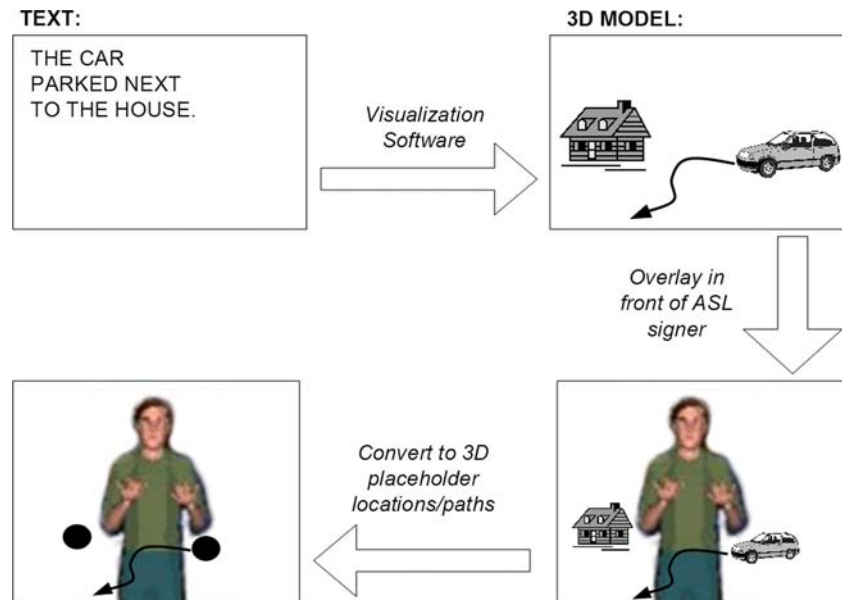 TEXT:
THE CAR
PARKED NEXT
TO THE HOUSE.
Visualization
Software
3D MODEL:
Overlay in
front of ASL
signer
Convert to 3D
placeholder
locations/paths